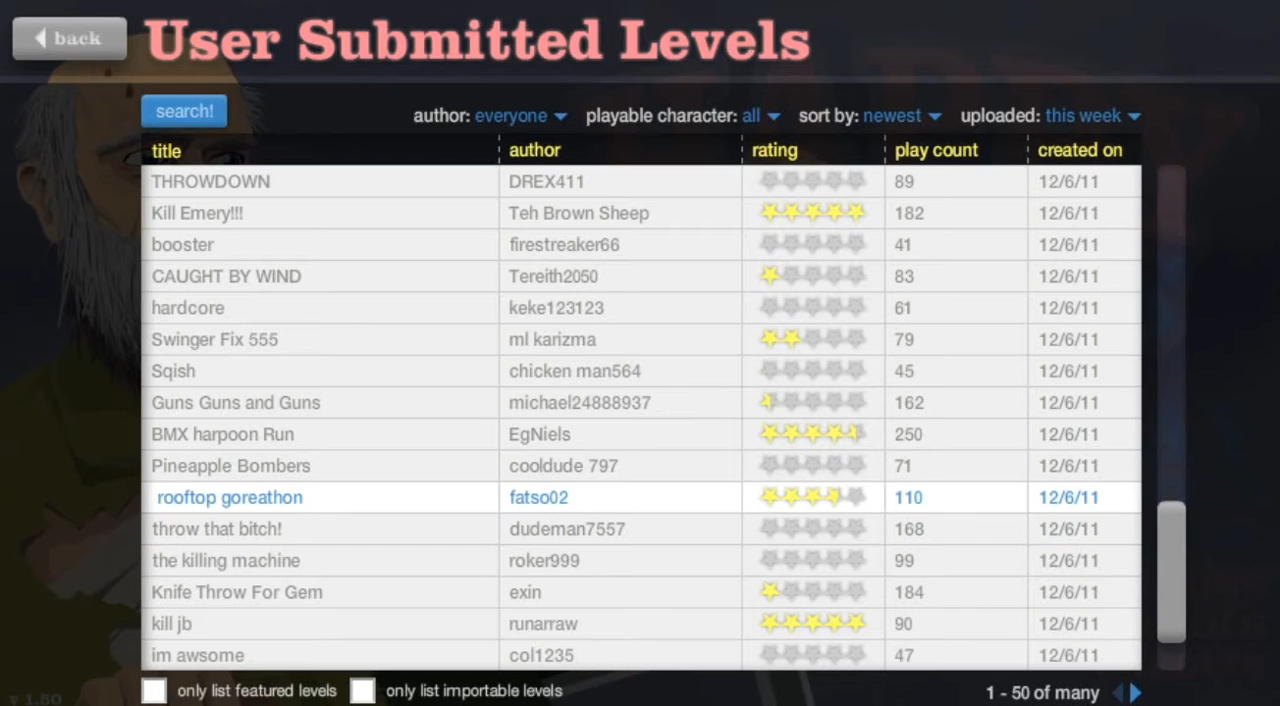 back
User Submitted Levels
search!
author: everyone playable character: all sort by: newest uploaded: this week
title author rating play count created on
THROWDOWN DREX411 89 12/6/11
Kill Emery!!! Teh Brown Sheep 182 12/6/11
booster firestreaker66 41 12/6/11
CAUGHT BY WIND Tereith2050 83 12/6/11
hardcore keke123123 61 12/6/11
Swinger Fix 555 ml karizma 79 12/6/11
Sqish chicken man564 45 12/6/11
Guns Guns and Guns michael24888937 162 12/6/11
BMX harpoon Run EgNiels 250 12/6/11
Pineapple Bombers cooldude 797 71 12/6/11
rooftop goreathon fatso02 110 12/6/11
throw that bitch! dudeman7557 168 12/6/11
the killing machine roker999 99 12/6/11
Knife Throw For Gem exin 184 12/6/11
kill jb runarraw 90 12/6/11
im awsome col1235 47 12/6/11
only list featured levels only list importable levels 1 - 50 of many
v 1.50